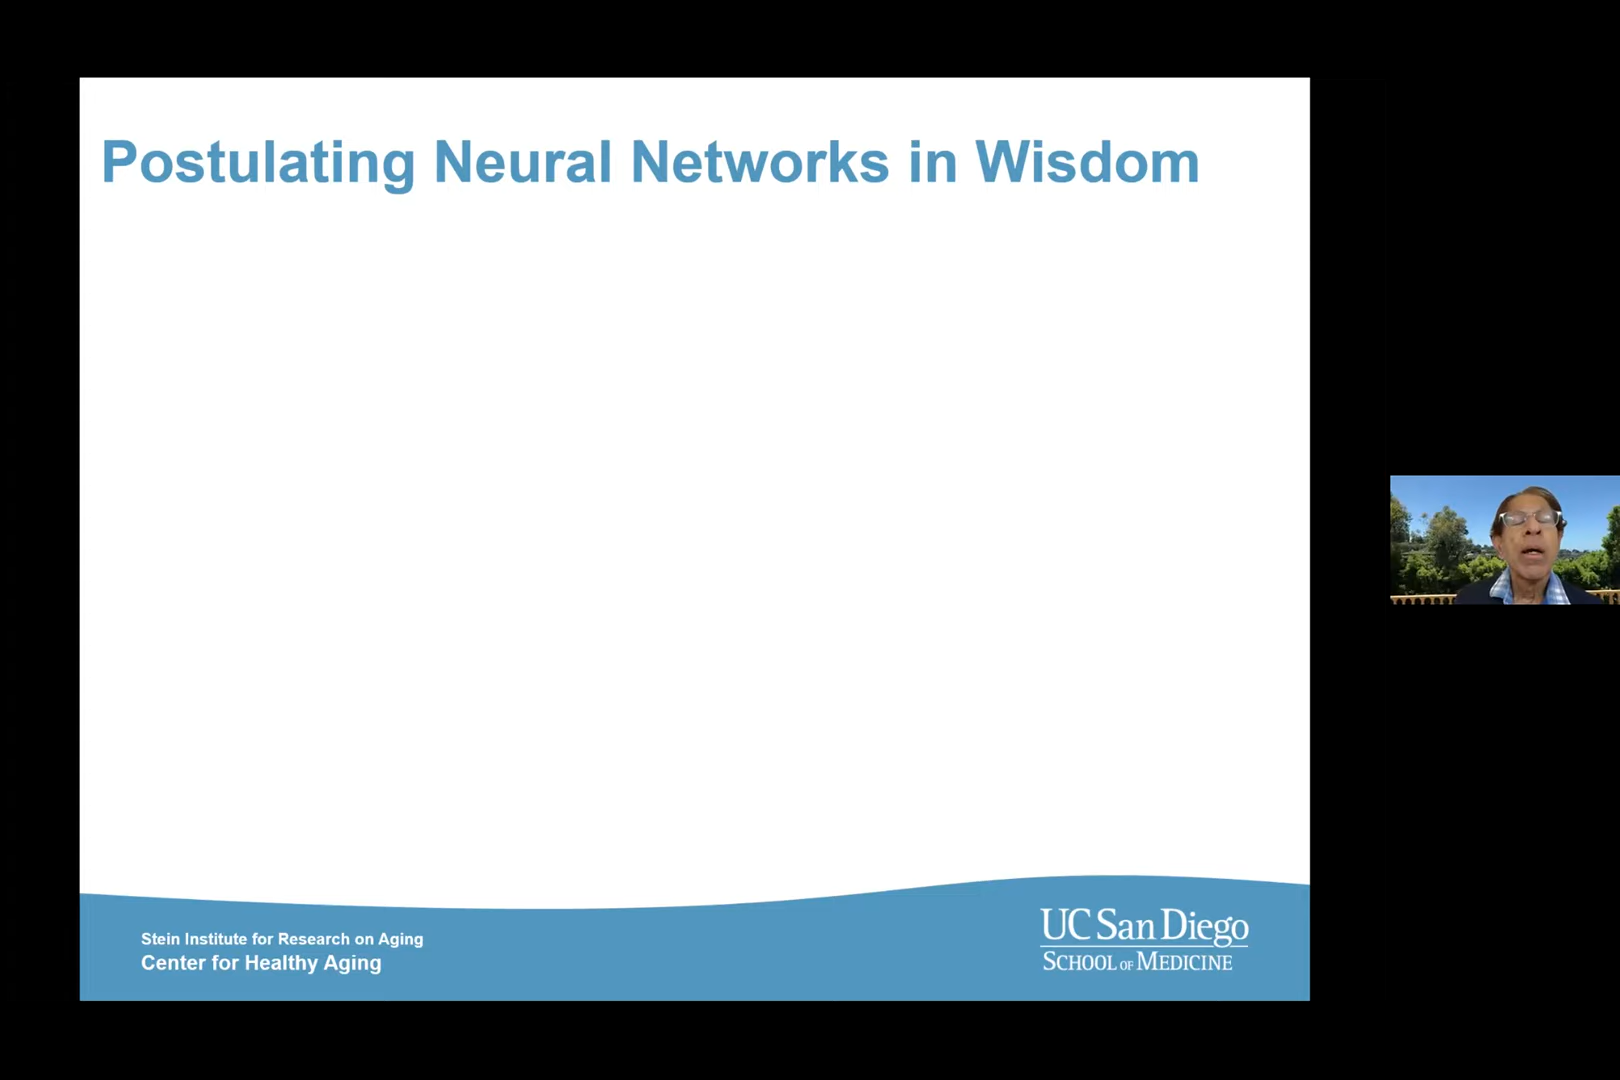 Postulating Neural Networks in Wisdom
Stein Institute for Research on Aging
Center for Healthy Aging
UC San Diego
SCHOOL OF MEDICINE